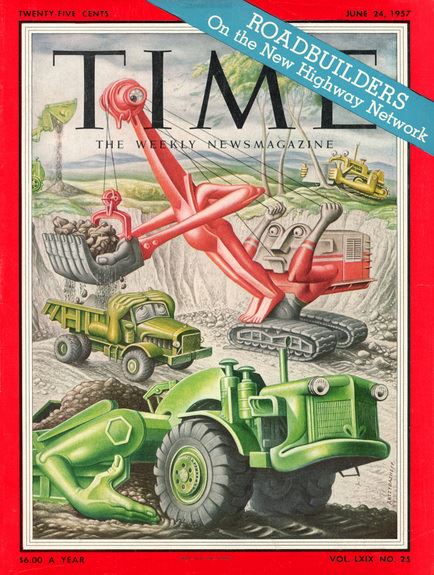 TWENTY-FIVE CENTS
JUNE 24, 1957
ROADBUILDERS
On the New Highway Network
TIME
THE WEEKLY NEWSMAGAZINE
ARTZYBASHEFF
$6.00 A YEAR
VOL. LXIX NO. 25